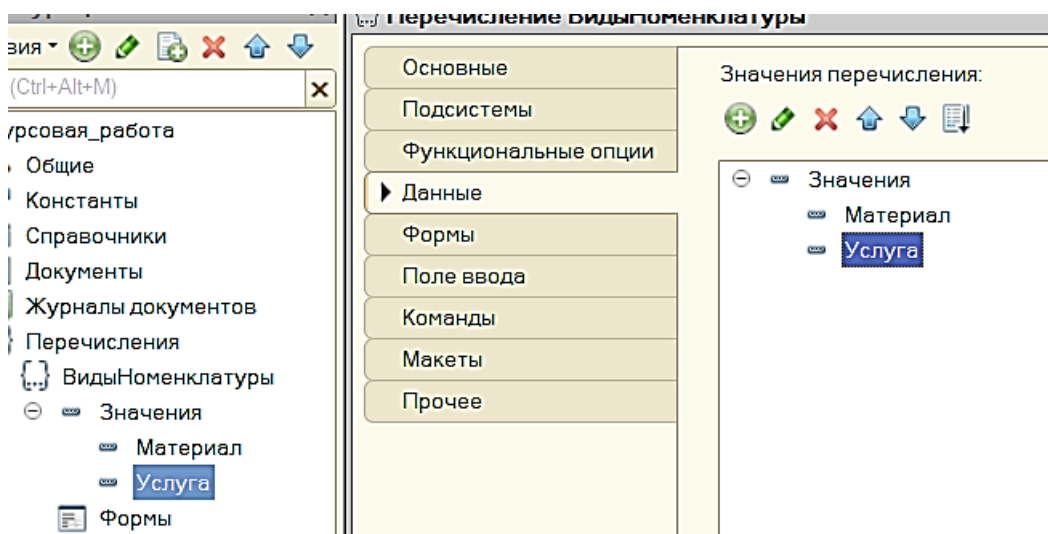 Перечисление ВидыНоменклатуры
вия
(Ctrl+Alt+M)
урсовая_работа
Общие
Константы
Справочники
Документы
Журналы документов
Перечисления
ВидыНоменклатуры
Значения
Материал
Услуга
Формы
Основные
Подсистемы
Функциональные опции
Данные
Формы
Поле ввода
Команды
Макеты
Прочее
Значения перечисления:
Значения
Материал
Услуга